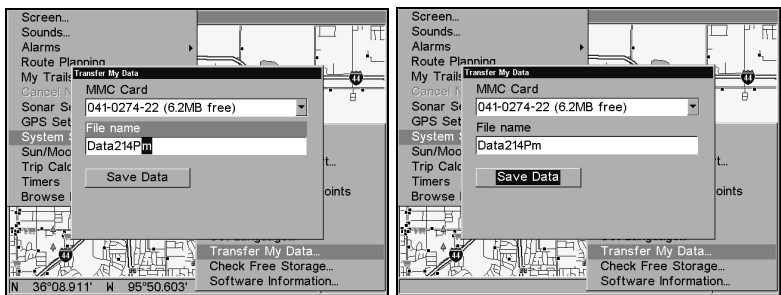 Screen...
Sounds...
Alarms
Route Planning
My Trails
Cancel N
Sonar Se
GPS Set
System S
Sun/Moo
Trip Calc
Timers
Browse
Transfer My Data
MMC Card
041-0274-22 (6.2MB free)
File name
Data214Pm
Save Data
t...
oints
Transfer My Data...
Check Free Storage...
Software Information...
44
44
N 36°08.911' W 95°50.603'
Screen...
Sounds...
Alarms
Route Planning
My Trails
Cancel N
Sonar Se
GPS Set
System S
Sun/Moo
Trip Calc
Timers
Browse
Transfer My Data
MMC Card
041-0274-22 (6.2MB free)
File name
Data214Pm
Save Data
t...
oints
Transfer My Data...
Check Free Storage...
Software Information...
44
44